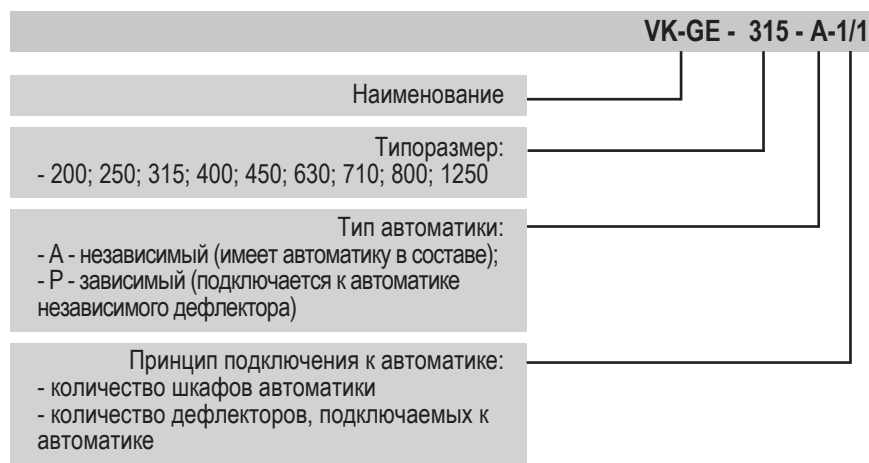 VK-GE - 315 - A-1/1
Наименование
Типоразмер:
- 200; 250; 315; 400; 450; 630; 710; 800; 1250
Тип автоматики:
- А - независимый (имеет автоматику в составе);
- Р - зависимый (подключается к автоматике
независимого дефлектора)
Принцип подключения к автоматике:
- количество шкафов автоматики
- количество дефлекторов, подключаемых к
автоматике